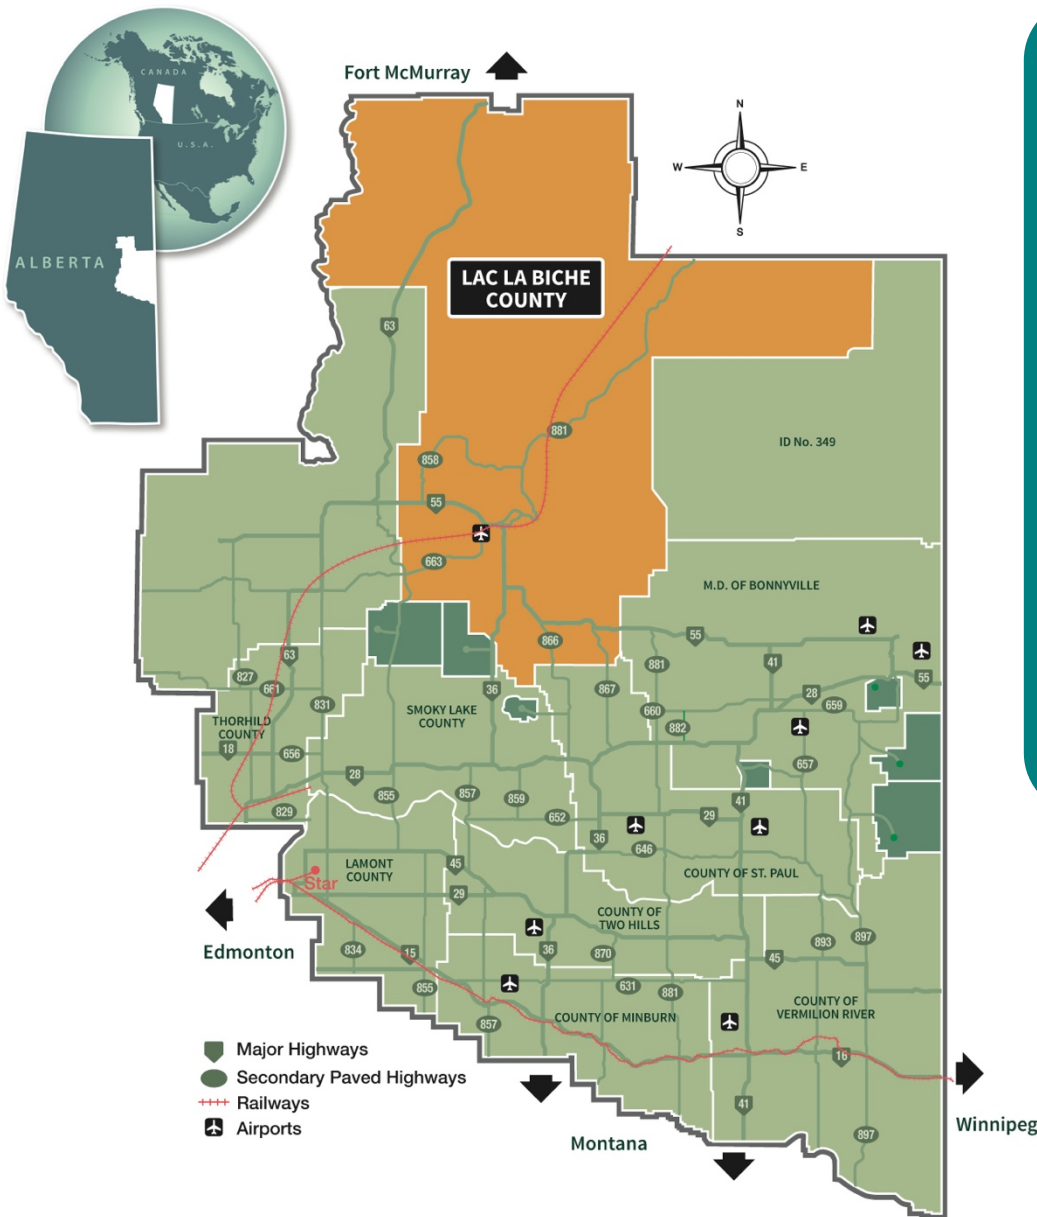 Fort McMurray
CANADA
U.S.A.
ALBERTA
N
W
E
S
LAC LA BICHE
COUNTY
63
881
858
55
663
ID No. 349
M.D. OF BONNYVILLE
866
55
881
41
55
63
827
661
831
36
867
28
659
660
882
SMOKY LAKE
COUNTY
THORHILD
COUNTY
18
656
657
28
855
857
859
41
829
652
29
36
646
LAMONT
COUNTY
45
COUNTY OF ST. PAUL
Star
29
COUNTY OF
TWO HILLS
Edmonton
834
15
36
870
893
897
45
855
631
881
857
COUNTY OF MINBURN
COUNTY OF
VERMILION RIVER
16
Major Highways
Secondary Paved Highways
Railways
Airports
41
897
Montana
Winnipeg